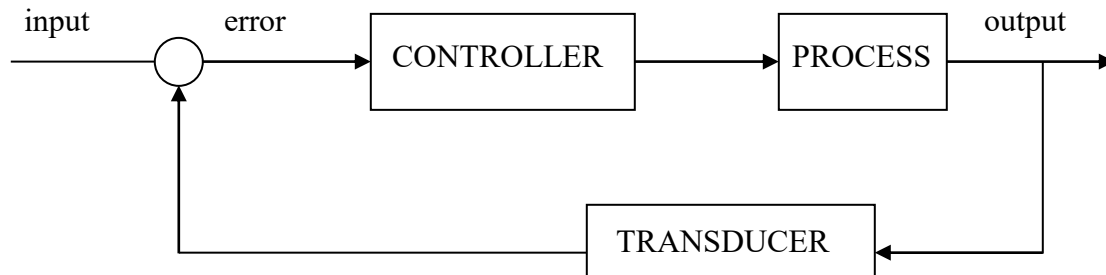 input
error
output
CONTROLLER
PROCESS
TRANSDUCER